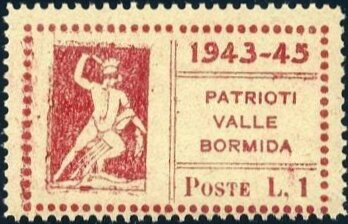 1943-45
PATRIOTI
VALLE
BORMIDA
POSTE L. 1